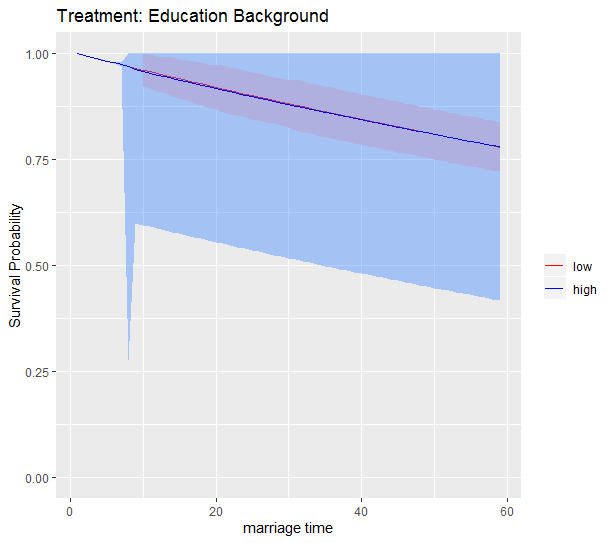 Treatment: Education Background
Survival Probability
1.00
0.75
0.50
0.25
0.00
0
20
40
60
marriage time
low
high